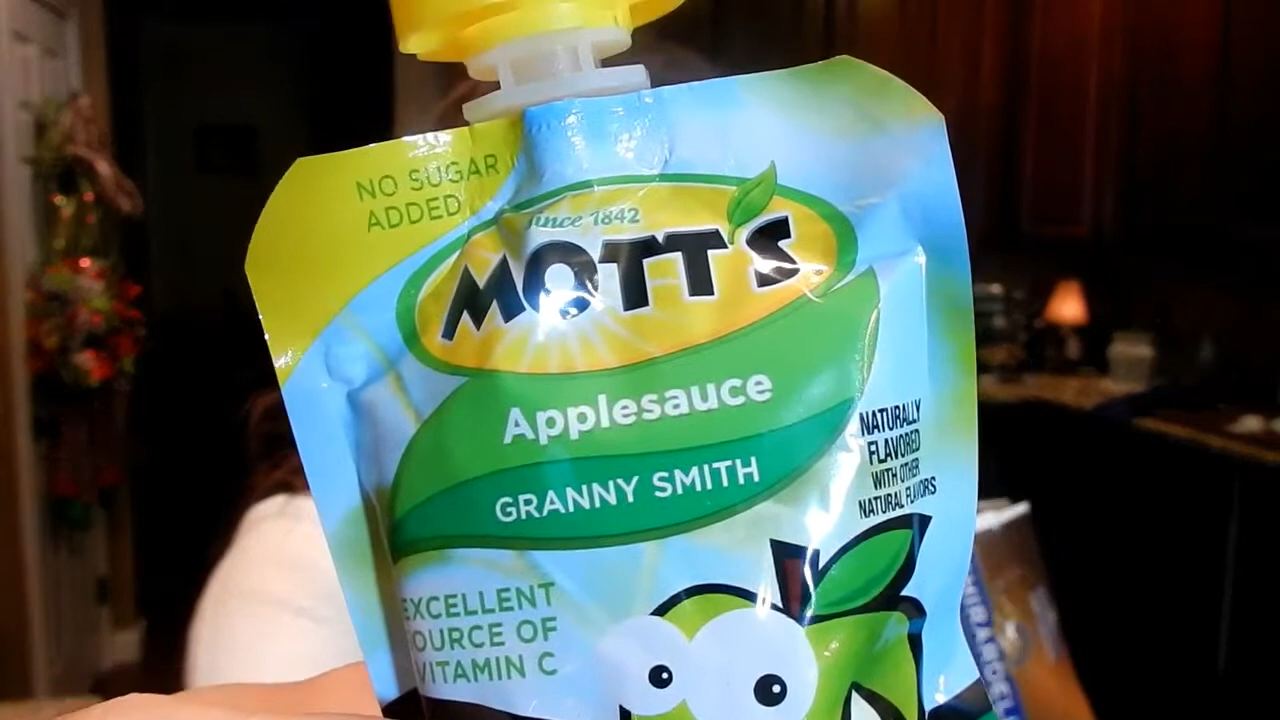 NO SUGAR
ADDED
Since 1842
MOTT'S
Applesauce
GRANNY SMITH
NATURALLY
FLAVORED
WITH OTHER
NATURAL FLAVORS
EXCELLENT
OURCE OF
VITAMIN C